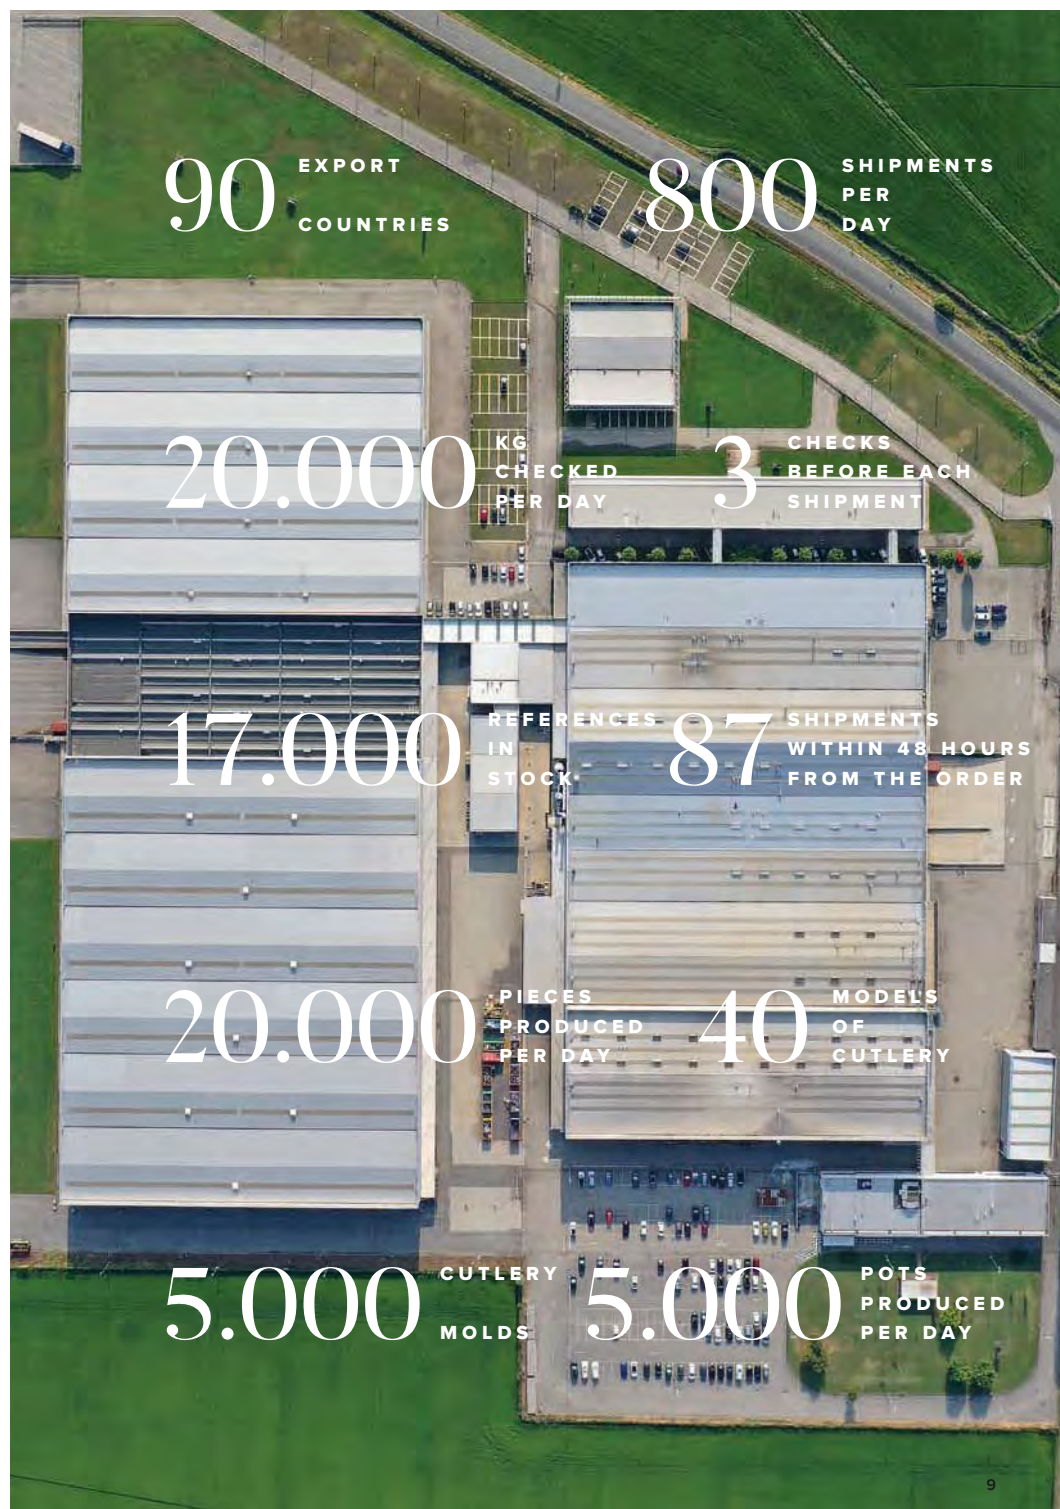 90 EXPORT
COUNTRIES
800 SHIPMENTS
PER
DAY
20.000 KG
CHECKED
PER DAY
3 CHECKS
BEFORE EACH
SHIPMENT
17.000 REFERENCES
IN
STOCK
87 SHIPMENTS
WITHIN 48 HOURS
FROM THE ORDER
20.000 PIECES
PRODUCED
PER DAY
40 MODELS
OF
CUTLERY
5.000 CUTLERY
MOLDS
5.000 POTS
PRODUCED
PER DAY
9